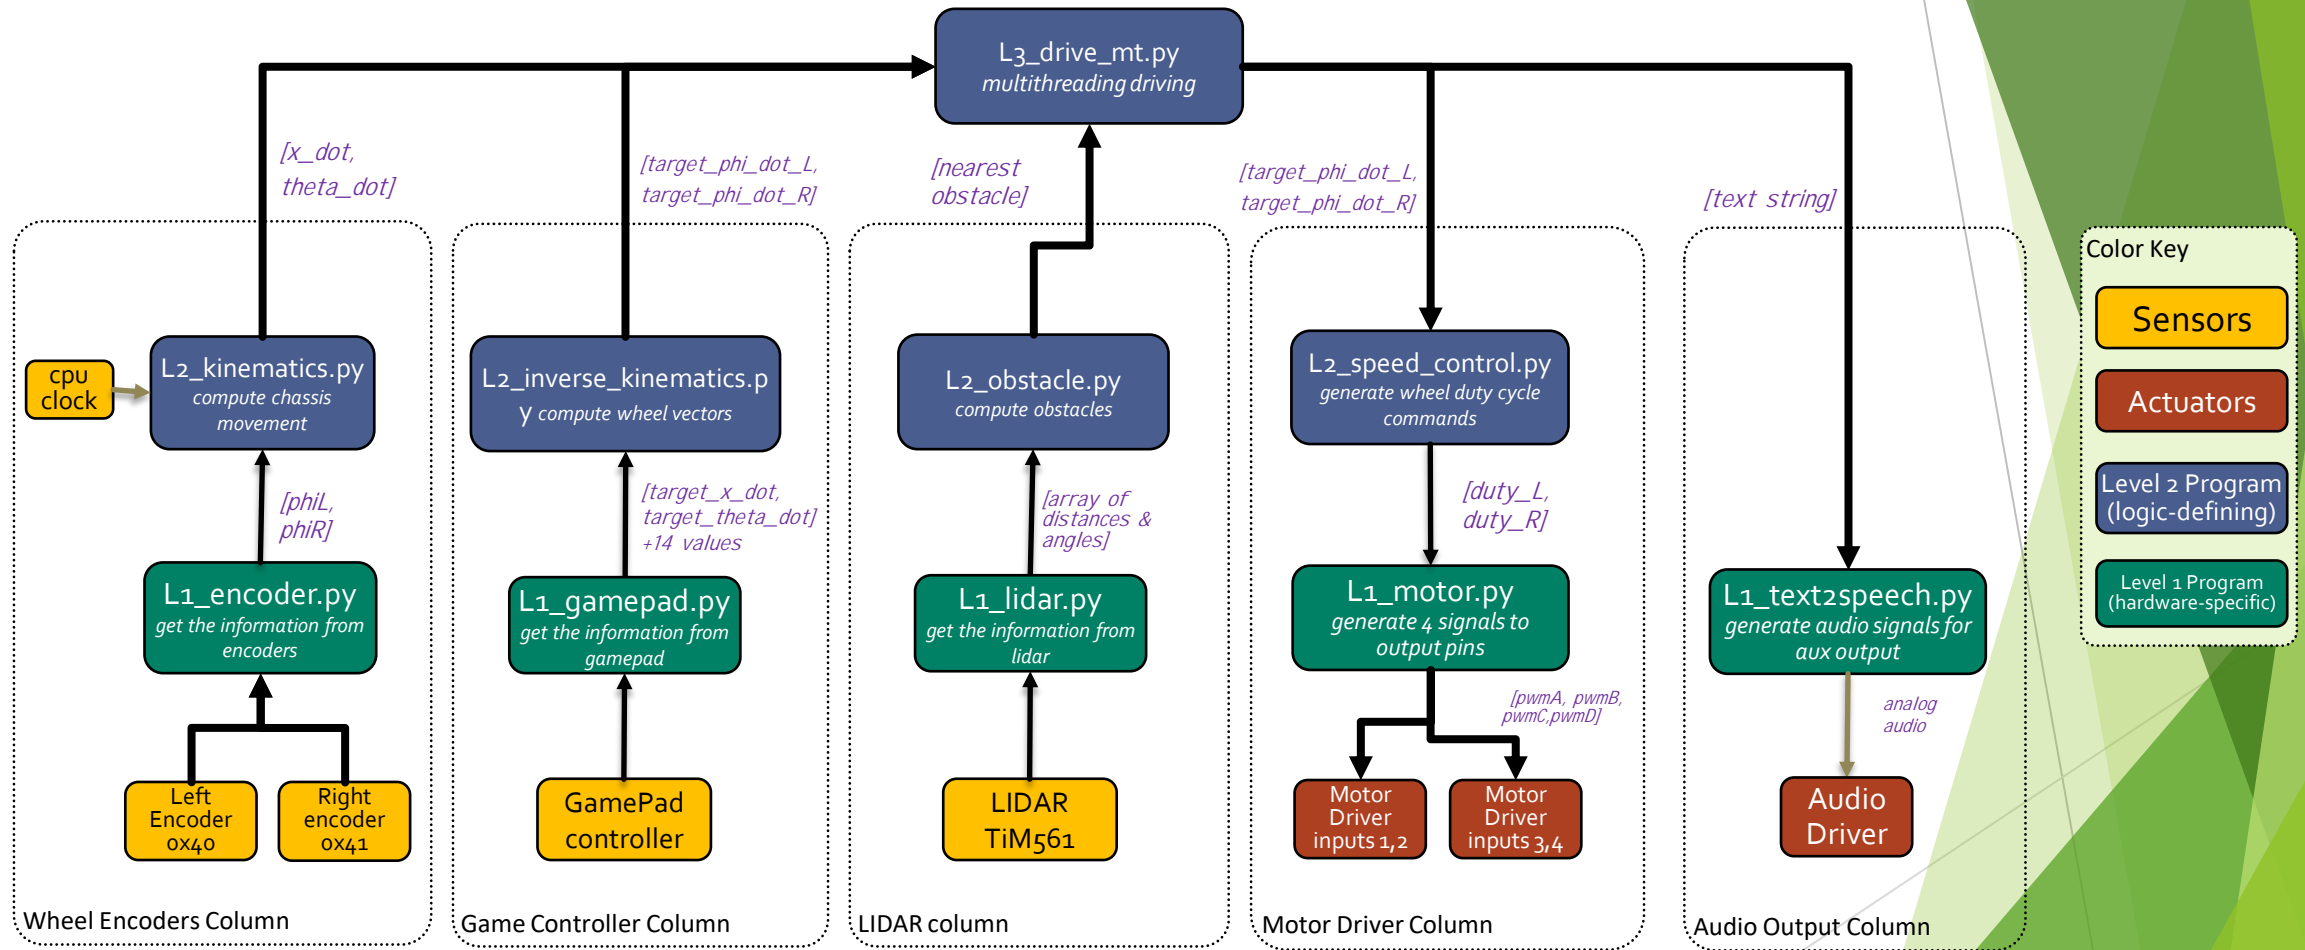 L3_drive_mt.py
multithreading driving
[x_dot,
theta_dot]
[target_phi_dot_L,
target_phi_dot_R]
[nearest
obstacle]
[target_phi_dot_L,
target_phi_dot_R]
[text string]
cpu
clock
L2_kinematics.py
compute chassis
movement
[phiL,
phiR]
L1_encoder.py
get the information from
encoders
Left
Encoder
0x40
Right
encoder
0x41
Wheel Encoders Column
L2_inverse_kinematics.p
y compute wheel vectors
[target_x_dot,
target_theta_dot]
+14 values
L1_gamepad.py
get the information from
gamepad
GamePad
controller
Game Controller Column
L2_obstacle.py
compute obstacles
[array of
distances &
angles]
L1_lidar.py
get the information from
lidar
LIDAR
TiM561
LIDAR column
L2_speed_control.py
generate wheel duty cycle
commands
[duty_L,
duty_R]
L1_motor.py
generate 4 signals to
output pins
[pwmA, pwmB,
pwmC,pwmD]
Motor
Driver
inputs 1,2
Motor
Driver
inputs 3,4
Motor Driver Column
L1_text2speech.py
generate audio signals for
aux output
analog
audio
Audio
Driver
Audio Output Column
Color Key
Sensors
Actuators
Level 2 Program
(logic-defining)
Level 1 Program
(hardware-specific)